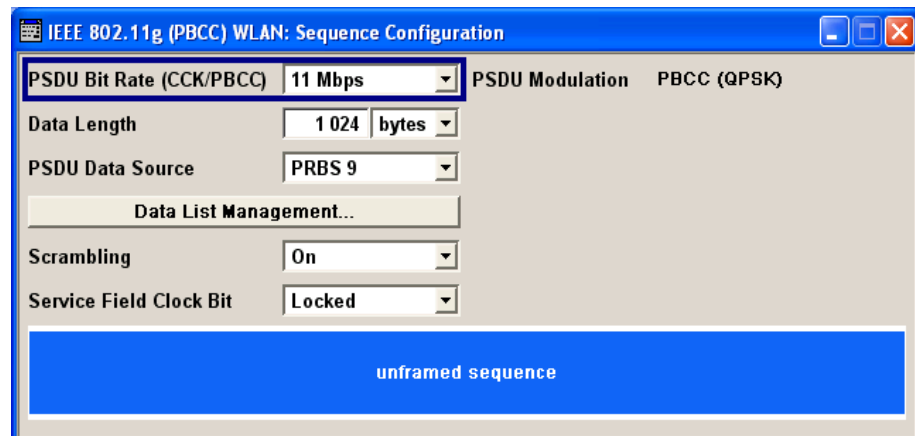 IEEE 802.11g (PBCC) WLAN: Sequence Configuration
PSDU Bit Rate (CCK/PBCC) 11 Mbps PSDU Modulation PBCC (QPSK)
Data Length 1 024 bytes
PSDU Data Source PRBS 9
Data List Management...
Scrambling On
Service Field Clock Bit Locked
unframed sequence